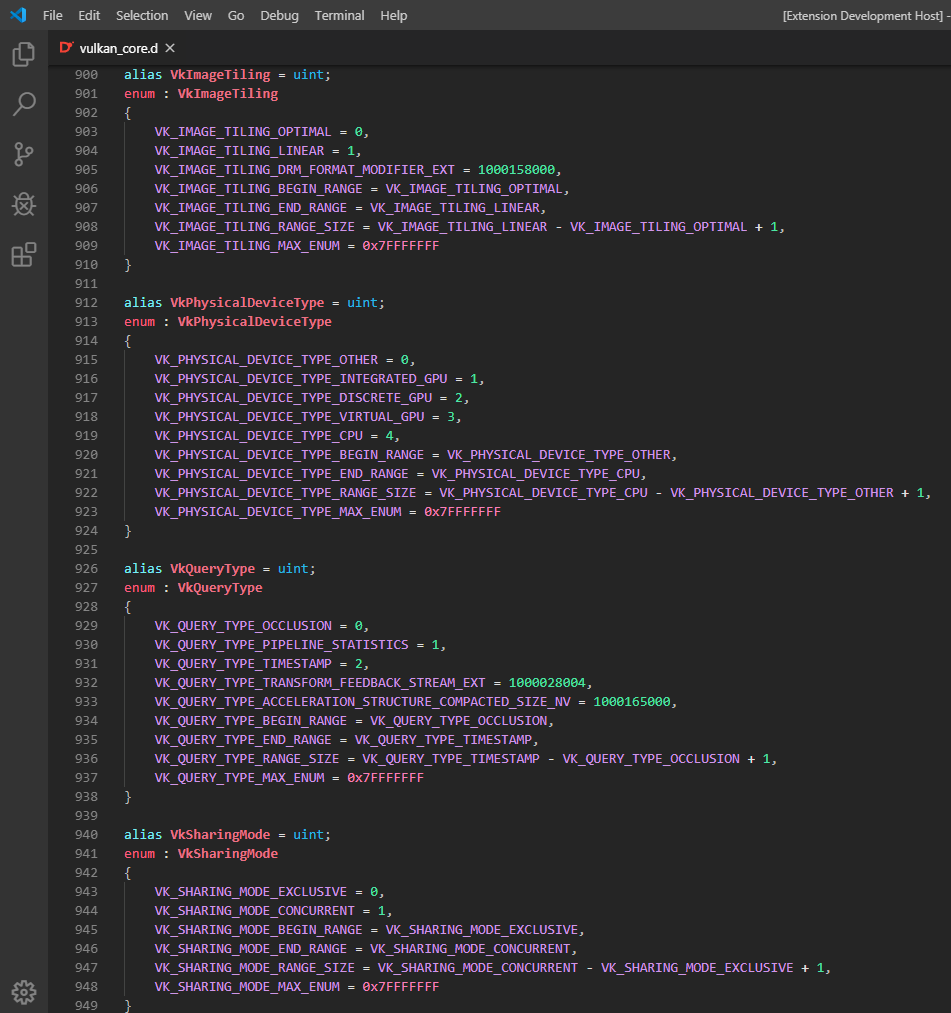 File Edit Selection View Go Debug Terminal Help [Extension Development Host] -
vulkan_core.d
900 alias VkImageTiling = uint;
901 enum : VkImageTiling
902 {
903 VK_IMAGE_TILING_OPTIMAL = 0,
904 VK_IMAGE_TILING_LINEAR = 1,
905 VK_IMAGE_TILING_DRM_FORMAT_MODIFIER_EXT = 1000158000,
906 VK_IMAGE_TILING_BEGIN_RANGE = VK_IMAGE_TILING_OPTIMAL,
907 VK_IMAGE_TILING_END_RANGE = VK_IMAGE_TILING_LINEAR,
908 VK_IMAGE_TILING_RANGE_SIZE = VK_IMAGE_TILING_LINEAR - VK_IMAGE_TILING_OPTIMAL + 1,
909 VK_IMAGE_TILING_MAX_ENUM = 0x7FFFFFFF
910 }
911
912 alias VkPhysicalDeviceType = uint;
913 enum : VkPhysicalDeviceType
914 {
915 VK_PHYSICAL_DEVICE_TYPE_OTHER = 0,
916 VK_PHYSICAL_DEVICE_TYPE_INTEGRATED_GPU = 1,
917 VK_PHYSICAL_DEVICE_TYPE_DISCRETE_GPU = 2,
918 VK_PHYSICAL_DEVICE_TYPE_VIRTUAL_GPU = 3,
919 VK_PHYSICAL_DEVICE_TYPE_CPU = 4,
920 VK_PHYSICAL_DEVICE_TYPE_BEGIN_RANGE = VK_PHYSICAL_DEVICE_TYPE_OTHER,
921 VK_PHYSICAL_DEVICE_TYPE_END_RANGE = VK_PHYSICAL_DEVICE_TYPE_CPU,
922 VK_PHYSICAL_DEVICE_TYPE_RANGE_SIZE = VK_PHYSICAL_DEVICE_TYPE_CPU - VK_PHYSICAL_DEVICE_TYPE_OTHER + 1,
923 VK_PHYSICAL_DEVICE_TYPE_MAX_ENUM = 0x7FFFFFFF
924 }
925
926 alias VkQueryType = uint;
927 enum : VkQueryType
928 {
929 VK_QUERY_TYPE_OCCLUSION = 0,
930 VK_QUERY_TYPE_PIPELINE_STATISTICS = 1,
931 VK_QUERY_TYPE_TIMESTAMP = 2,
932 VK_QUERY_TYPE_TRANSFORM_FEEDBACK_STREAM_EXT = 1000028004,
933 VK_QUERY_TYPE_ACCELERATION_STRUCTURE_COMPACTED_SIZE_NV = 1000165000,
934 VK_QUERY_TYPE_BEGIN_RANGE = VK_QUERY_TYPE_OCCLUSION,
935 VK_QUERY_TYPE_END_RANGE = VK_QUERY_TYPE_TIMESTAMP,
936 VK_QUERY_TYPE_RANGE_SIZE = VK_QUERY_TYPE_TIMESTAMP - VK_QUERY_TYPE_OCCLUSION + 1,
937 VK_QUERY_TYPE_MAX_ENUM = 0x7FFFFFFF
938 }
939
940 alias VkSharingMode = uint;
941 enum : VkSharingMode
942 {
943 VK_SHARING_MODE_EXCLUSIVE = 0,
944 VK_SHARING_MODE_CONCURRENT = 1,
945 VK_SHARING_MODE_BEGIN_RANGE = VK_SHARING_MODE_EXCLUSIVE,
946 VK_SHARING_MODE_END_RANGE = VK_SHARING_MODE_CONCURRENT,
947 VK_SHARING_MODE_RANGE_SIZE = VK_SHARING_MODE_CONCURRENT - VK_SHARING_MODE_EXCLUSIVE + 1,
948 VK_SHARING_MODE_MAX_ENUM = 0x7FFFFFFF
949 }